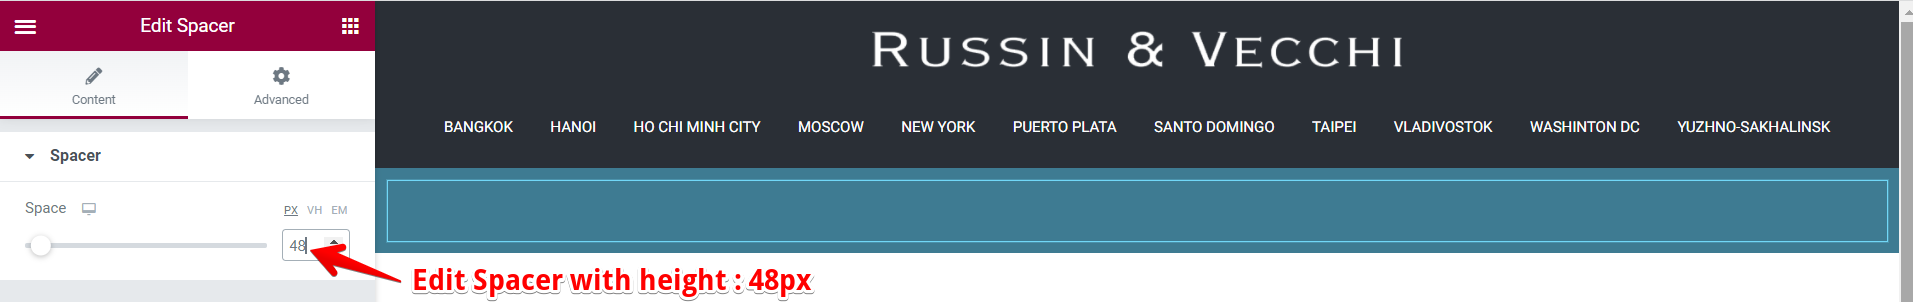 Edit Spacer
Content
Advanced
Spacer
Space
PX VH EM
48
RUSSIN & VECCHI
BANGKOK HANOI HO CHI MINH CITY MOSCOW NEW YORK PUERTO PLATA SANTO DOMINGO TAIPEI VLADIVOSTOK WASHINTON DC YUZHNO-SAKHALINSK
Edit Spacer with height : 48px